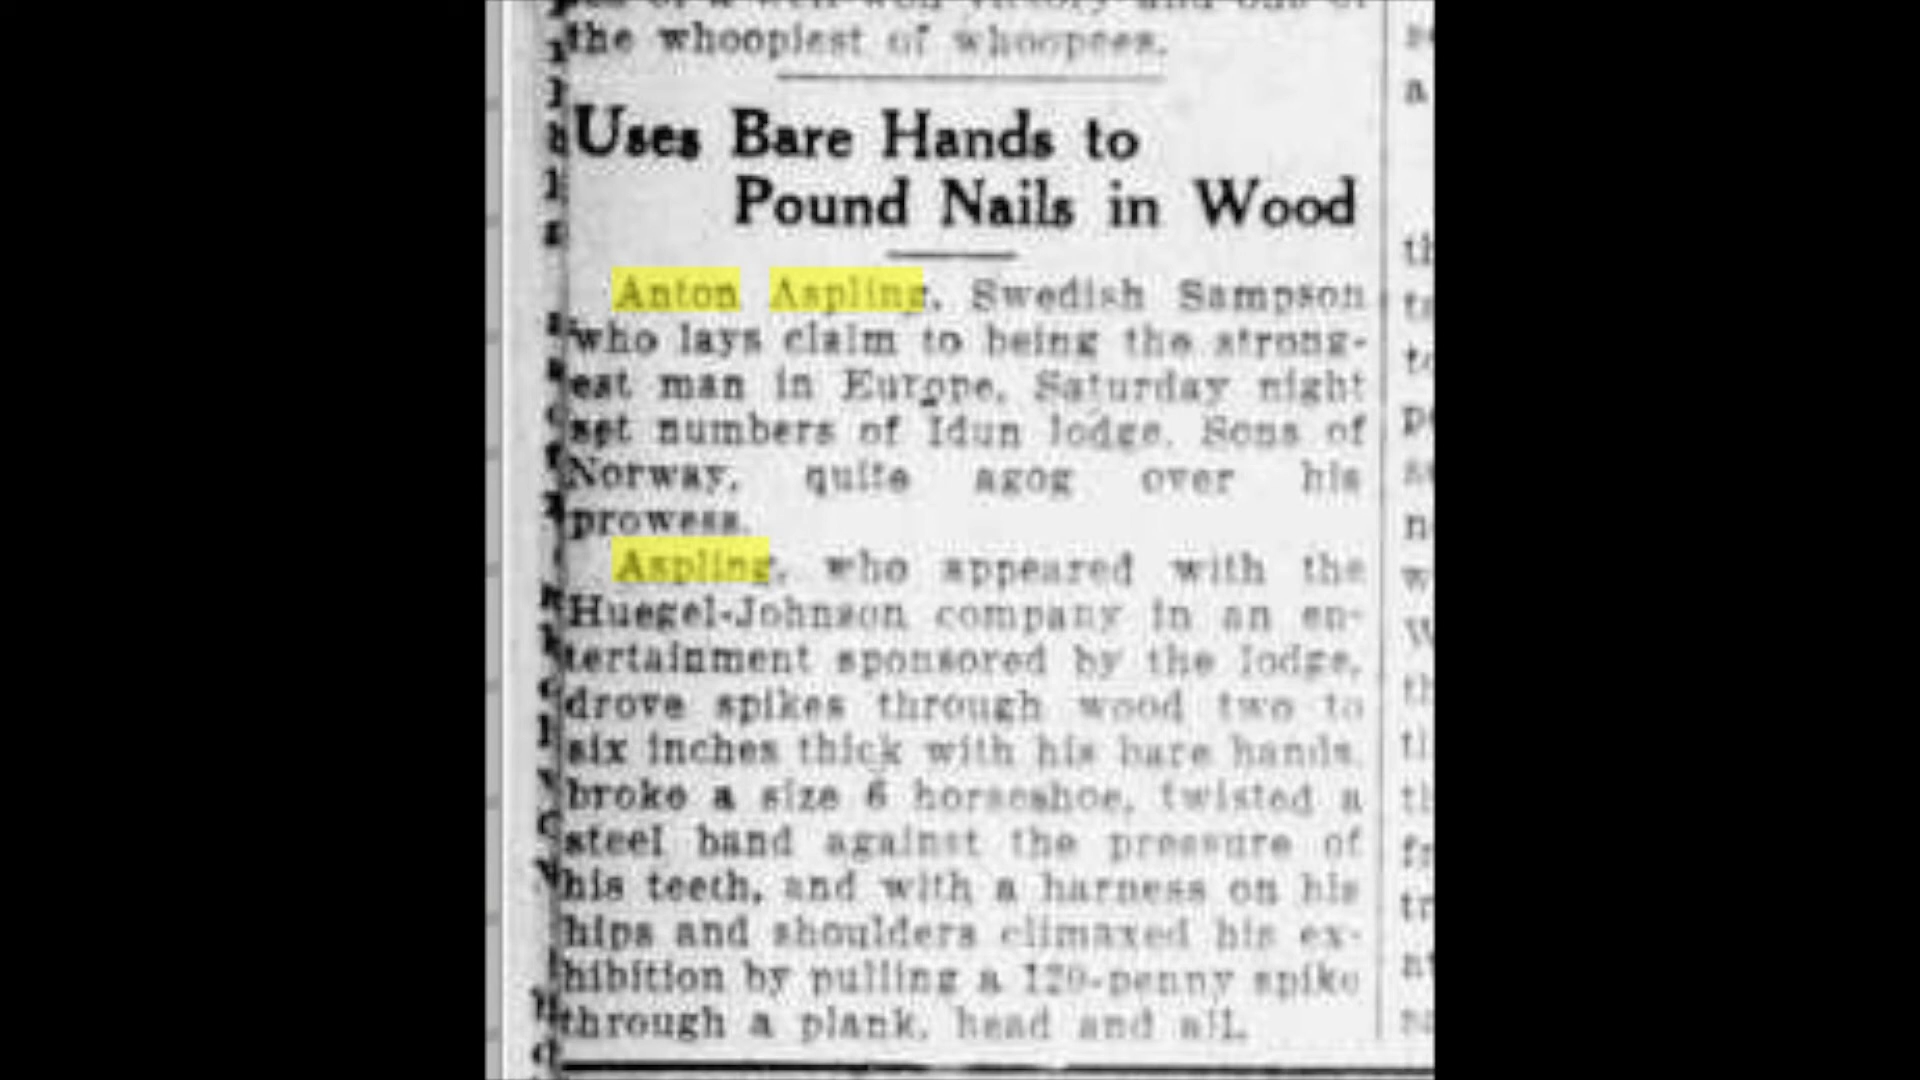 the whoopiest of whoopees.
Uses Bare Hands to
Pound Nails in Wood
Anton Aspling, Swedish Sampson
who lays claim to being the strong-
est man in Europe, Saturday night
set numbers of Idun lodge, Sons of
Norway, quite agog over his
prowess.
Aspling, who appeared with the
Huegel-Johnson company in an en-
tertainment sponsored by the lodge,
drove spikes through wood two to
six inches thick with his bare hands,
broke a size 6 horseshoe, twisted a
steel band against the pressure of
his teeth, and with a harness on his
hips and shoulders climaxed his ex-
hibition by pulling a 120-penny spike
through a plank, head and all.